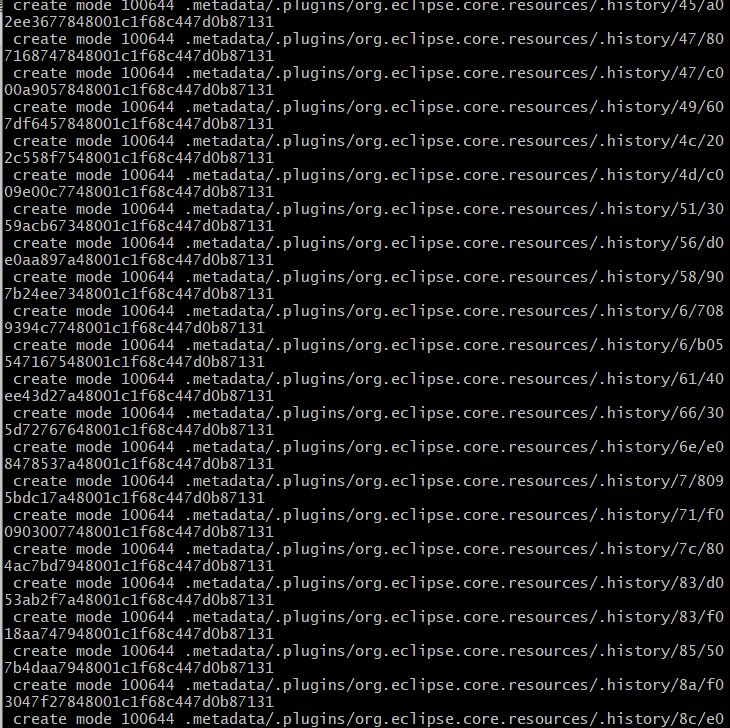 create mode 100644 .metadata/.plugins/org.eclipse.core.resources/.history/45/a0
2ee3677848001c1f68c447d0b87131
create mode 100644 .metadata/.plugins/org.eclipse.core.resources/.history/47/80
7168747848001c1f68c447d0b87131
create mode 100644 .metadata/.plugins/org.eclipse.core.resources/.history/47/c0
00a9057848001c1f68c447d0b87131
create mode 100644 .metadata/.plugins/org.eclipse.core.resources/.history/49/60
7df6457848001c1f68c447d0b87131
create mode 100644 .metadata/.plugins/org.eclipse.core.resources/.history/4c/20
2c558f7548001c1f68c447d0b87131
create mode 100644 .metadata/.plugins/org.eclipse.core.resources/.history/4d/c0
09e00c7748001c1f68c447d0b87131
create mode 100644 .metadata/.plugins/org.eclipse.core.resources/.history/51/30
59acb67348001c1f68c447d0b87131
create mode 100644 .metadata/.plugins/org.eclipse.core.resources/.history/56/d0
e0aa897a48001c1f68c447d0b87131
create mode 100644 .metadata/.plugins/org.eclipse.core.resources/.history/58/90
7b24ee7348001c1f68c447d0b87131
create mode 100644 .metadata/.plugins/org.eclipse.core.resources/.history/6/708
9394c7748001c1f68c447d0b87131
create mode 100644 .metadata/.plugins/org.eclipse.core.resources/.history/6/b05
547167548001c1f68c447d0b87131
create mode 100644 .metadata/.plugins/org.eclipse.core.resources/.history/61/40
ee43d27a48001c1f68c447d0b87131
create mode 100644 .metadata/.plugins/org.eclipse.core.resources/.history/66/30
5d72767648001c1f68c447d0b87131
create mode 100644 .metadata/.plugins/org.eclipse.core.resources/.history/6e/e0
8478537a48001c1f68c447d0b87131
create mode 100644 .metadata/.plugins/org.eclipse.core.resources/.history/7/809
5bdc17a48001c1f68c447d0b87131
create mode 100644 .metadata/.plugins/org.eclipse.core.resources/.history/71/f0
0903007748001c1f68c447d0b87131
create mode 100644 .metadata/.plugins/org.eclipse.core.resources/.history/7c/80
4ac7bd7948001c1f68c447d0b87131
create mode 100644 .metadata/.plugins/org.eclipse.core.resources/.history/83/d0
53ab2f7a48001c1f68c447d0b87131
create mode 100644 .metadata/.plugins/org.eclipse.core.resources/.history/83/f0
18aa747948001c1f68c447d0b87131
create mode 100644 .metadata/.plugins/org.eclipse.core.resources/.history/85/50
7b4daa7948001c1f68c447d0b87131
create mode 100644 .metadata/.plugins/org.eclipse.core.resources/.history/8a/f0
3047f27848001c1f68c447d0b87131
create mode 100644 .metadata/.plugins/org.eclipse.core.resources/.history/8c/e0